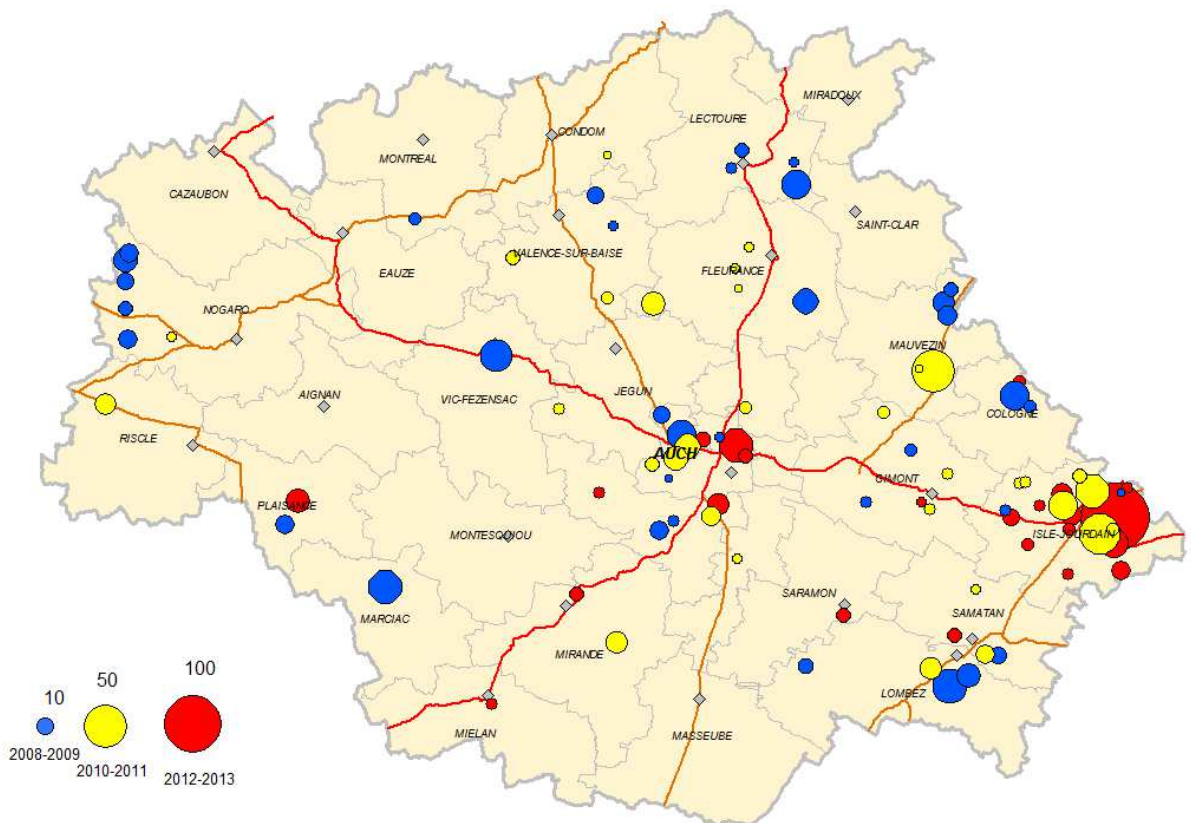 MIRADOUX
LECTOURE
CONDOM
MONTREAL
CAZAUBON
SAINT-CLAR
VALENCE-SUR-BAISE
FLEURANCE
EAUZE
NOGARO
MAUVEZIN
JEGUN
AIGNAN
VIC-FEZENSAC
COLOGNE
RISCLE
AUCH
GIMONT
PLAISANCE
MONTESQUIOU
ISLE-JOURDAIN
SARAMON
SAMATAN
MARCIAC
MIRANDE
LOMBEZ
MASSEUBE
MIELAN
10
50
100
2008-2009
2010-2011
2012-2013